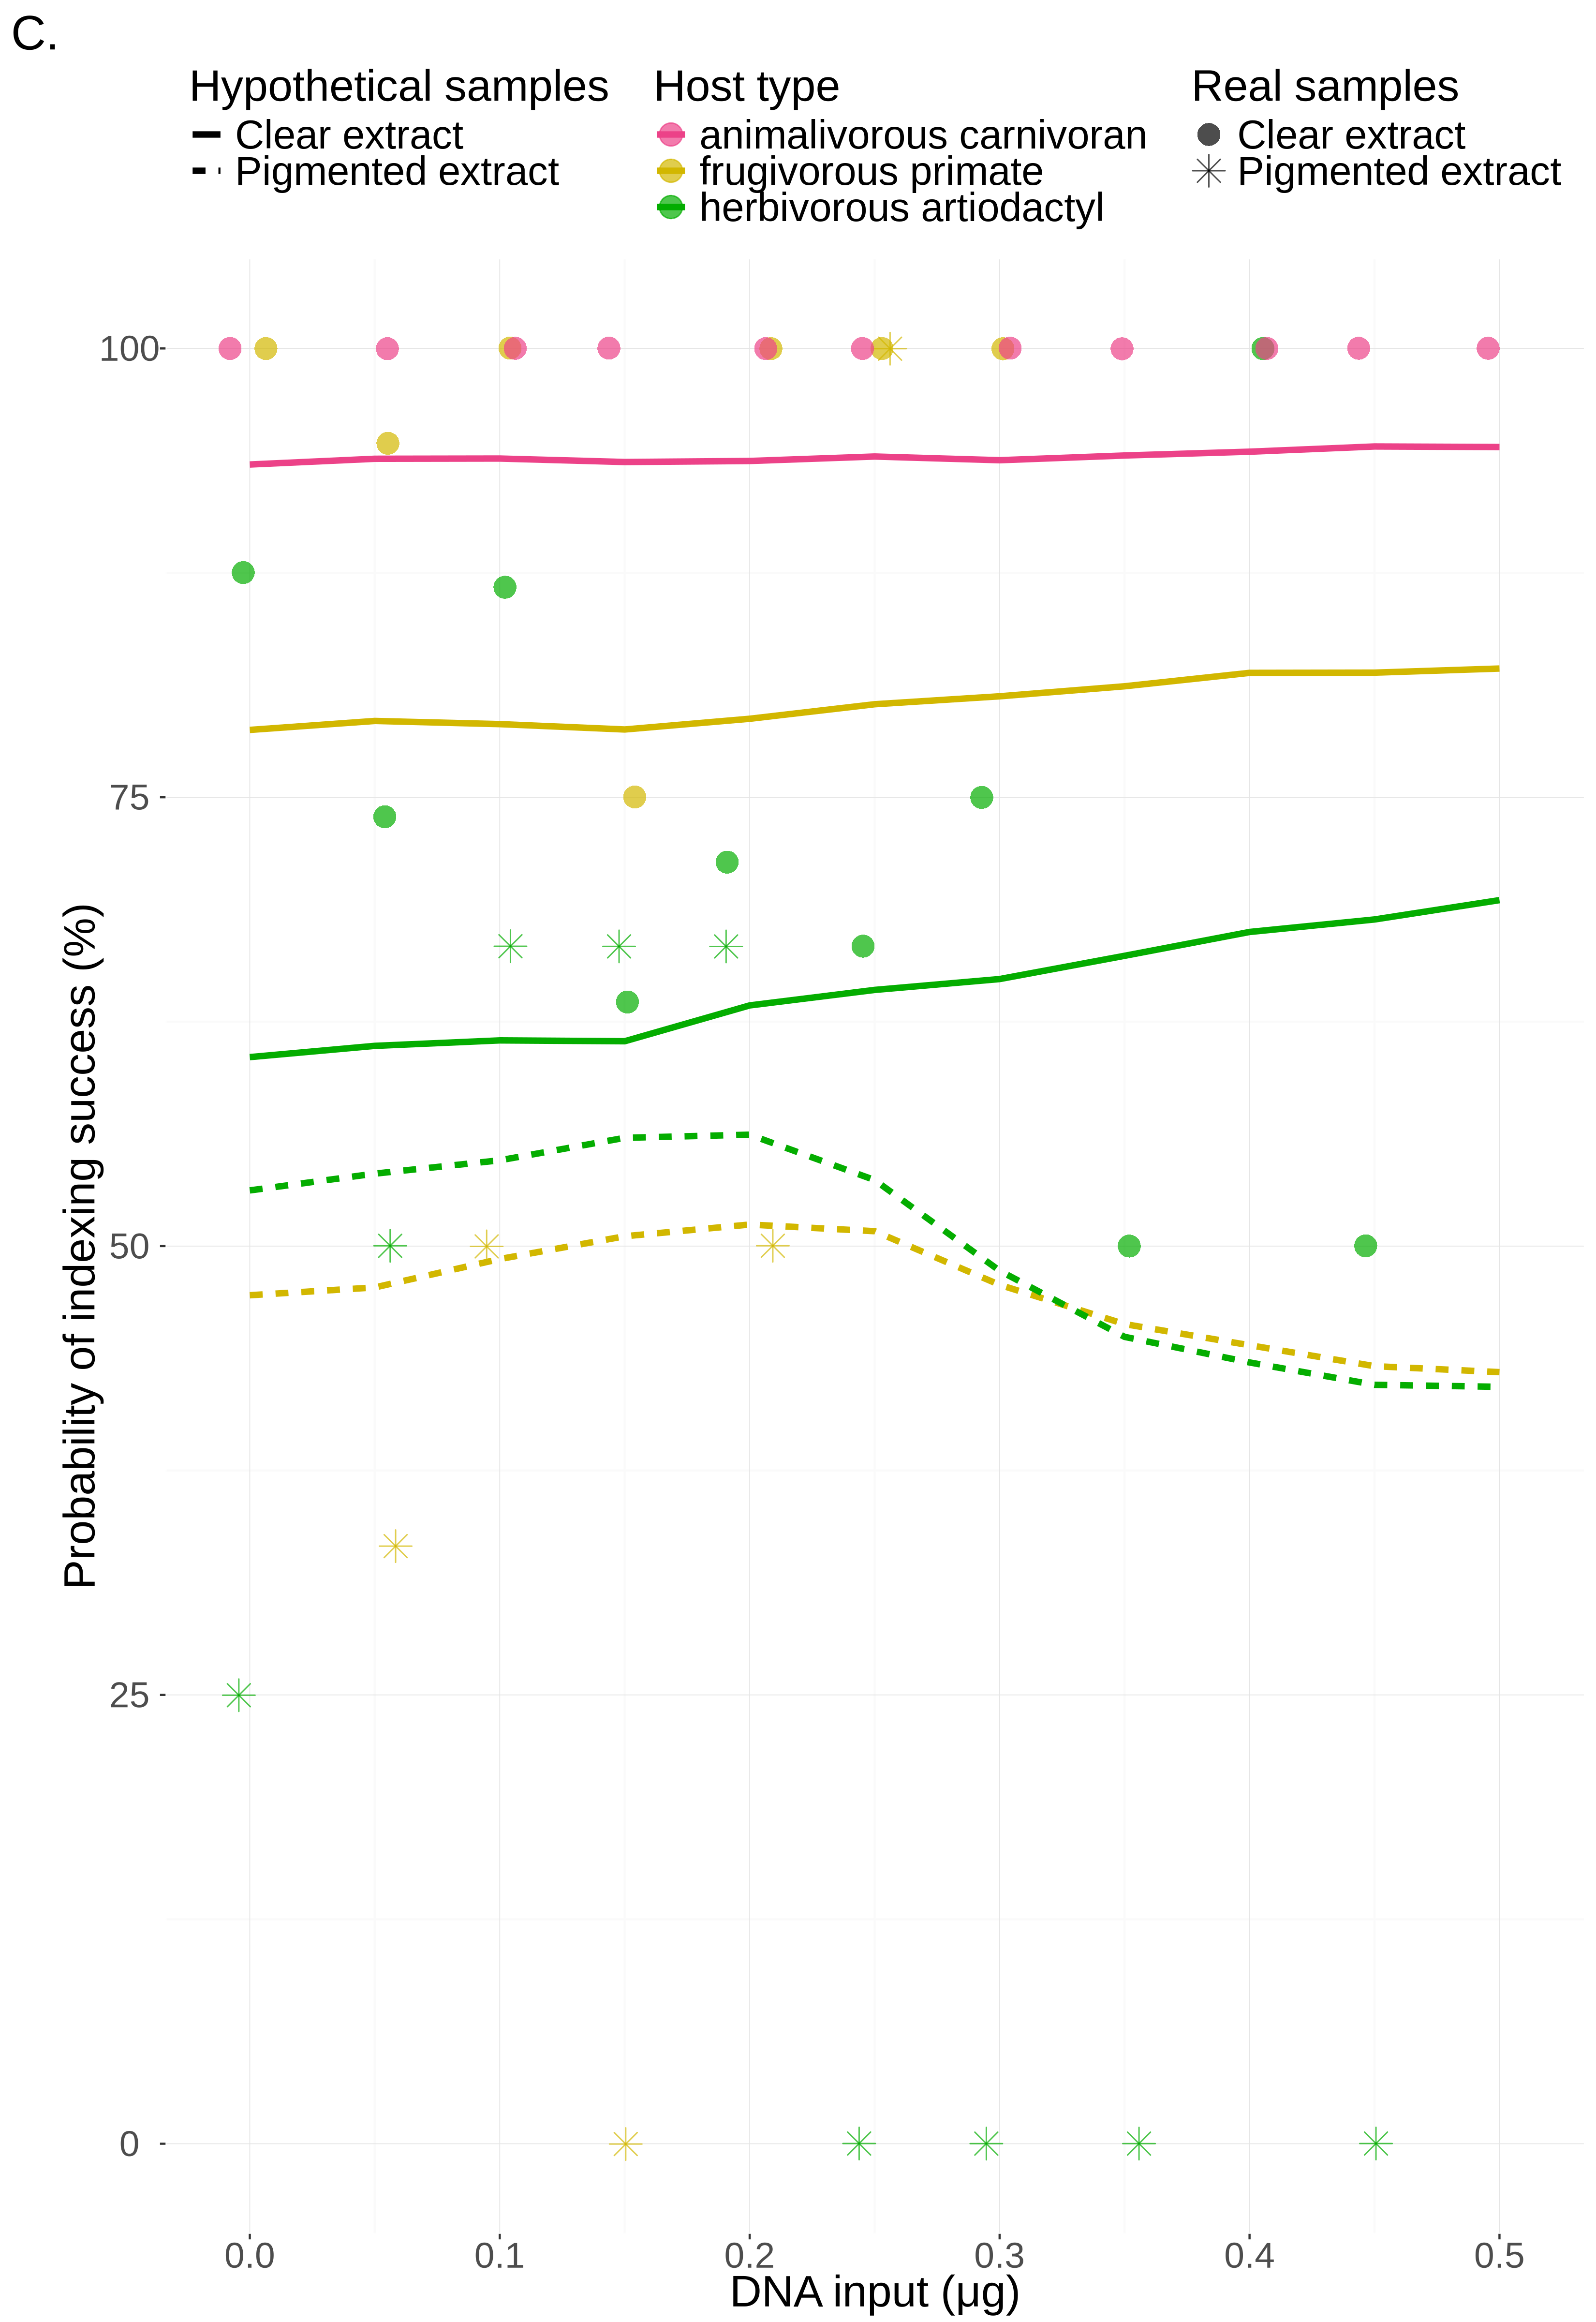 C.
Hypothetical samples
Clear extract
Pigmented extract
Host type
animalivorous carnivoran
frugivorous primate
herbivorous artiodactyl
Real samples
Clear extract
Pigmented extract
Probability of indexing success (%)
100
75
50
25
0
0.0 0.1 0.2 0.3 0.4 0.5
DNA input (μg)